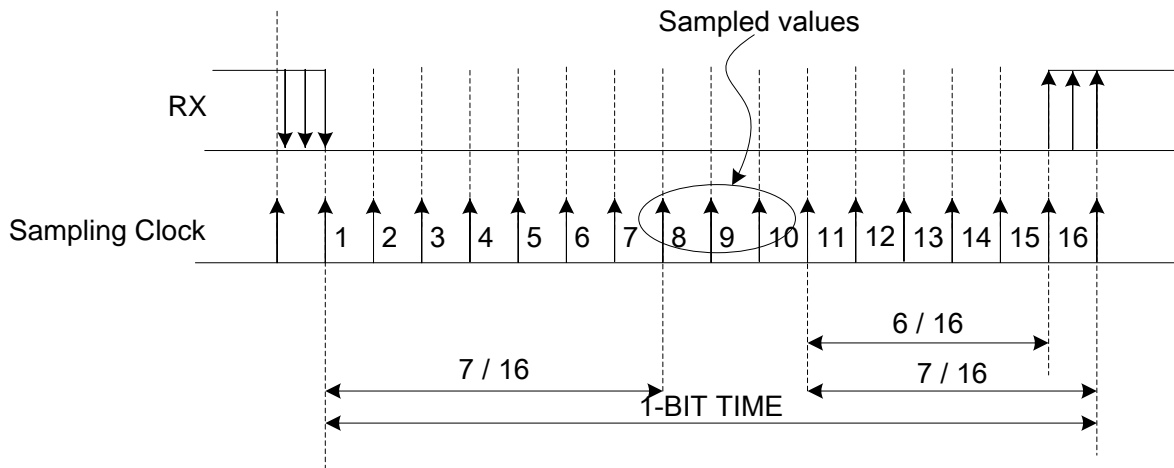 Sampled values
RX
Sampling Clock
1 2 3 4 5 6 7 8 9 10 11 12 13 14 15 16
6 / 16
7 / 16
7 / 16
1-BIT TIME